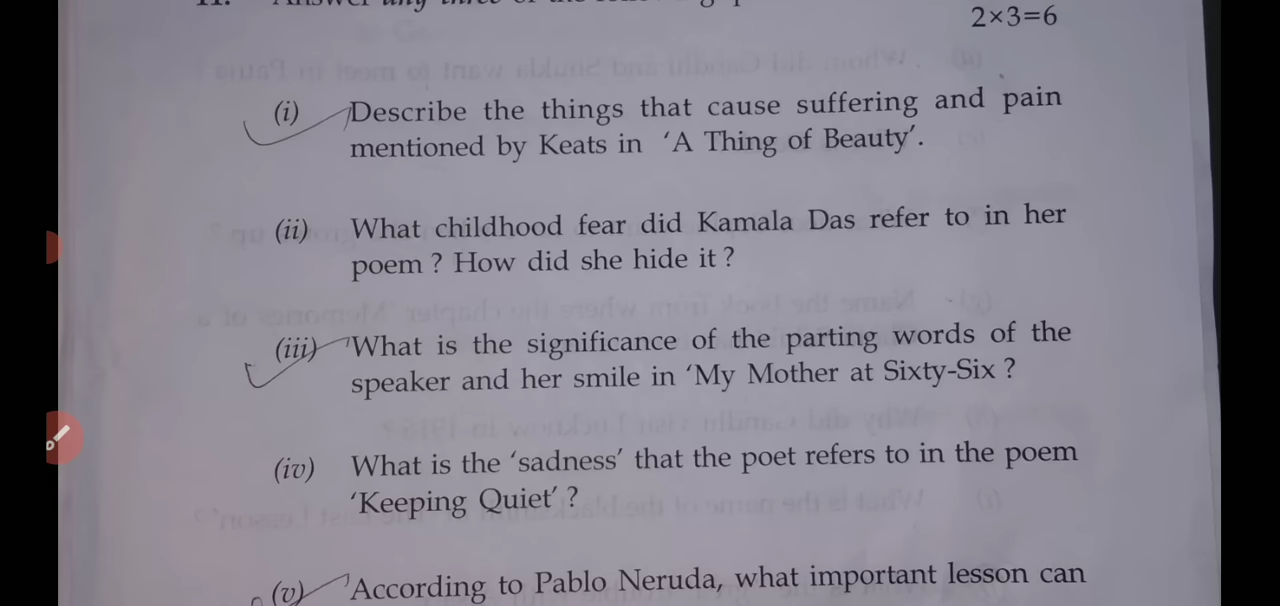 2×3=6
(i) Describe the things that cause suffering and pain
mentioned by Keats in 'A Thing of Beauty'.
(ii) What childhood fear did Kamala Das refer to in her
poem ? How did she hide it ?
(iii) What is the significance of the parting words of the
speaker and her smile in 'My Mother at Sixty-Six ?
(iv) What is the 'sadness' that the poet refers to in the poem
'Keeping Quiet' ?
(v) According to Pablo Neruda, what important lesson can